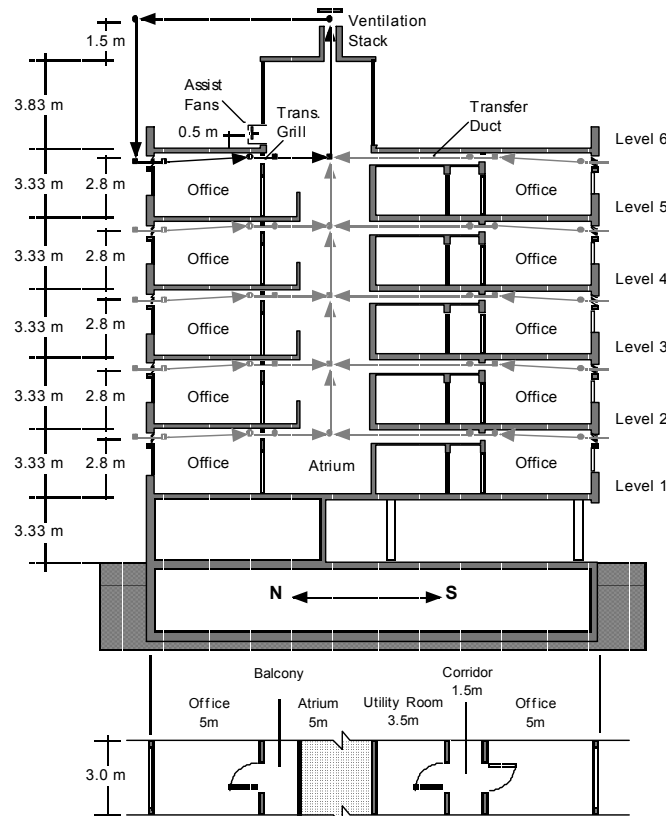 Ventilation
Stack
1.5 m
3.83 m
Assist
Fans
0.5 m
Trans.
Grill
Transfer
Duct
Level 6
3.33 m
2.8 m
Office
Office
Level 5
3.33 m
2.8 m
Office
Office
Level 4
3.33 m
2.8 m
Office
Office
Level 3
3.33 m
2.8 m
Office
Office
Level 2
3.33 m
2.8 m
Office
Atrium
Office
Level 1
3.33 m
N
S
Balcony
Corridor
1.5m
Office
5m
Atrium
5m
Utility Room
3.5m
Office
5m
3.0 m